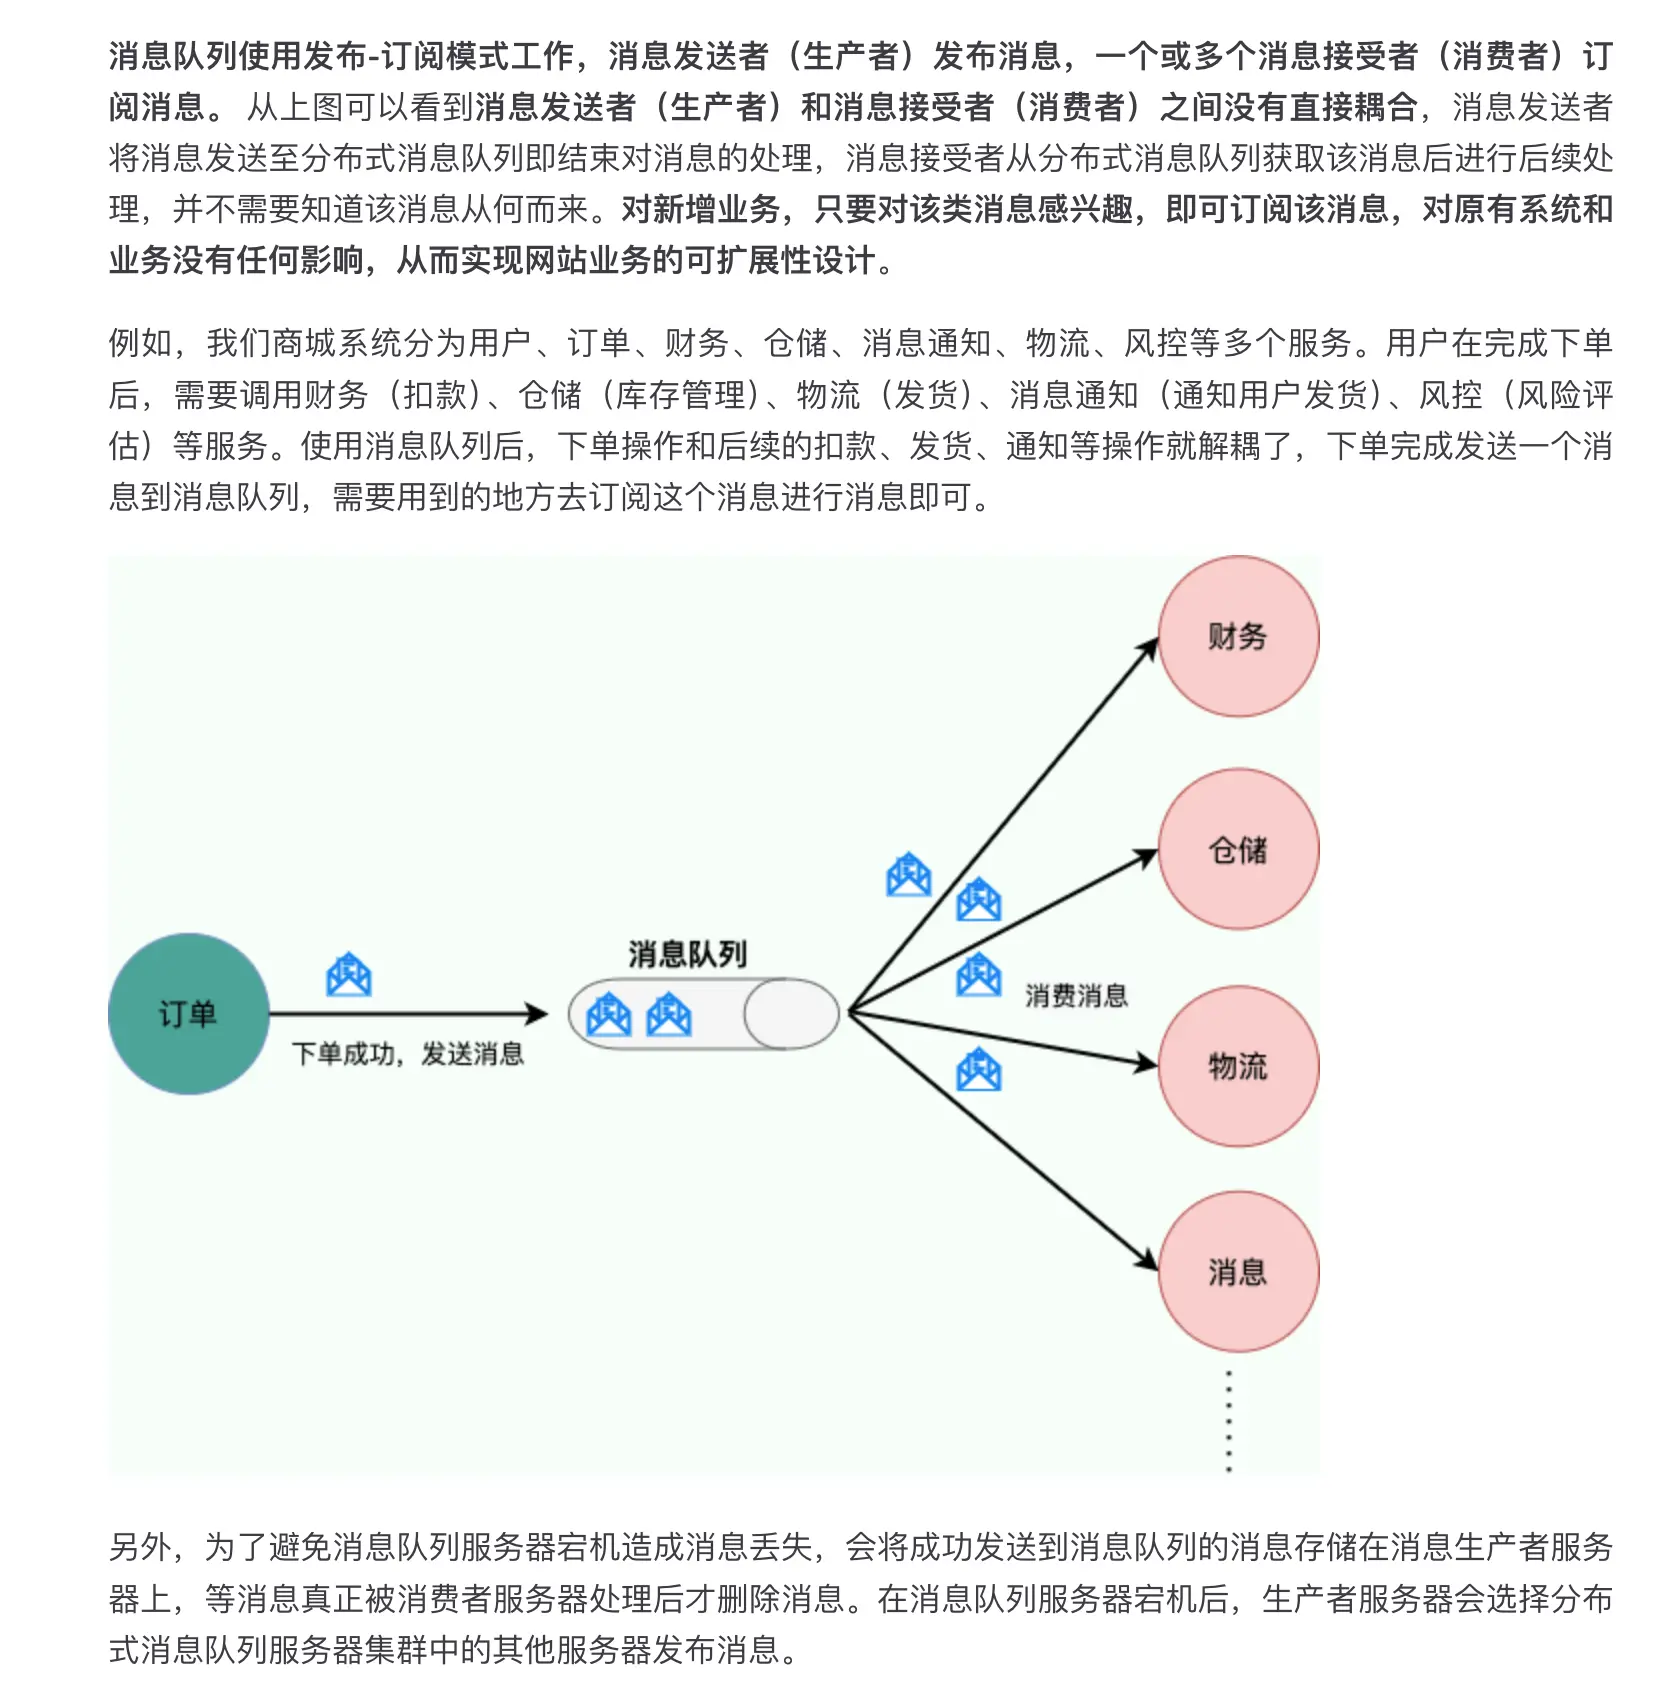 消息队列使用发布-订阅模式工作，消息发送者（生产者）发布消息，一个或多个消息接受者（消费者）订
阅消息。 从上图可以看到消息发送者（生产者）和消息接受者（消费者）之间没有直接耦合，消息发送者
将消息发送至分布式消息队列即结束对消息的处理，消息接受者从分布式消息队列获取该消息后进行后续处
理，并不需要知道该消息从何而来。对新增业务，只要对该类消息感兴趣，即可订阅该消息，对原有系统和
业务没有任何影响，从而实现网站业务的可扩展性设计。
例如，我们商城系统分为用户、订单、财务、仓储、消息通知、物流、风控等多个服务。用户在完成下单
后，需要调用财务（扣款）、仓储（库存管理）、物流（发货）、消息通知（通知用户发货）、风控（风险评
估）等服务。使用消息队列后，下单操作和后续的扣款、发货、通知等操作就解耦了，下单完成发送一个消
息到消息队列，需要用到的地方去订阅这个消息进行消息即可。
财务
仓储
消息队列
消费消息
订单
下单成功，发送消息
物流
消息
另外，为了避免消息队列服务器宕机造成消息丢失，会将成功发送到消息队列的消息存储在消息生产者服务
器上，等消息真正被消费者服务器处理后才删除消息。在消息队列服务器宕机后，生产者服务器会选择分布
式消息队列服务器集群中的其他服务器发布消息。